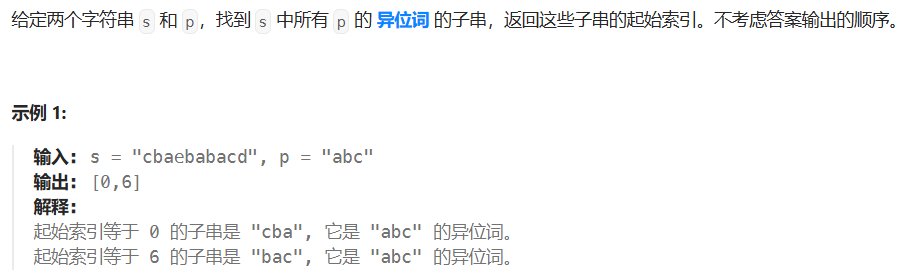 给定两个字符串 s 和 p，找到 s 中所有 p 的 异位词 的子串，返回这些子串的起始索引。不考虑答案输出的顺序。
示例 1:
输入: s = "cbaebabacd", p = "abc"
输出: [0,6]
解释:
起始索引等于 0 的子串是 "cba", 它是 "abc" 的异位词。
起始索引等于 6 的子串是 "bac", 它是 "abc" 的异位词。